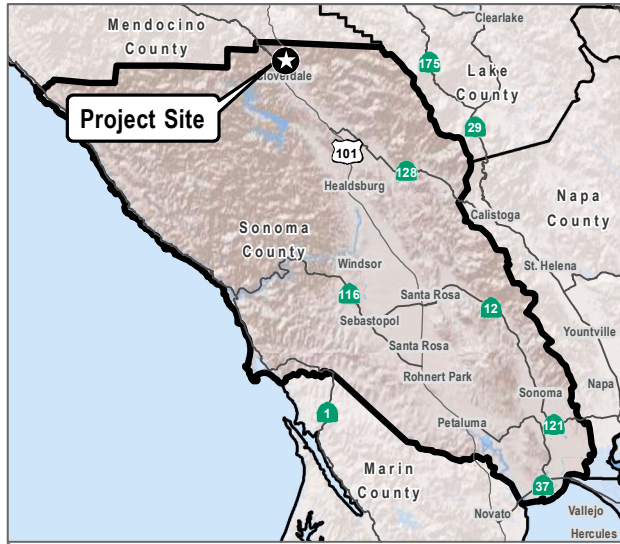 Clearlake
Mendocino
County
175
Lake
County
Cloverdale
Project Site
29
101
128
Healdsburg
Napa
County
Calistoga
Sonoma
County
St. Helena
Windsor
116
Santa Rosa
12
Sebastopol
Yountville
Santa Rosa
Rohnert Park
Sonoma
Napa
1
Petaluma
121
Marin
County
37
Novato
Vallejo
Hercules